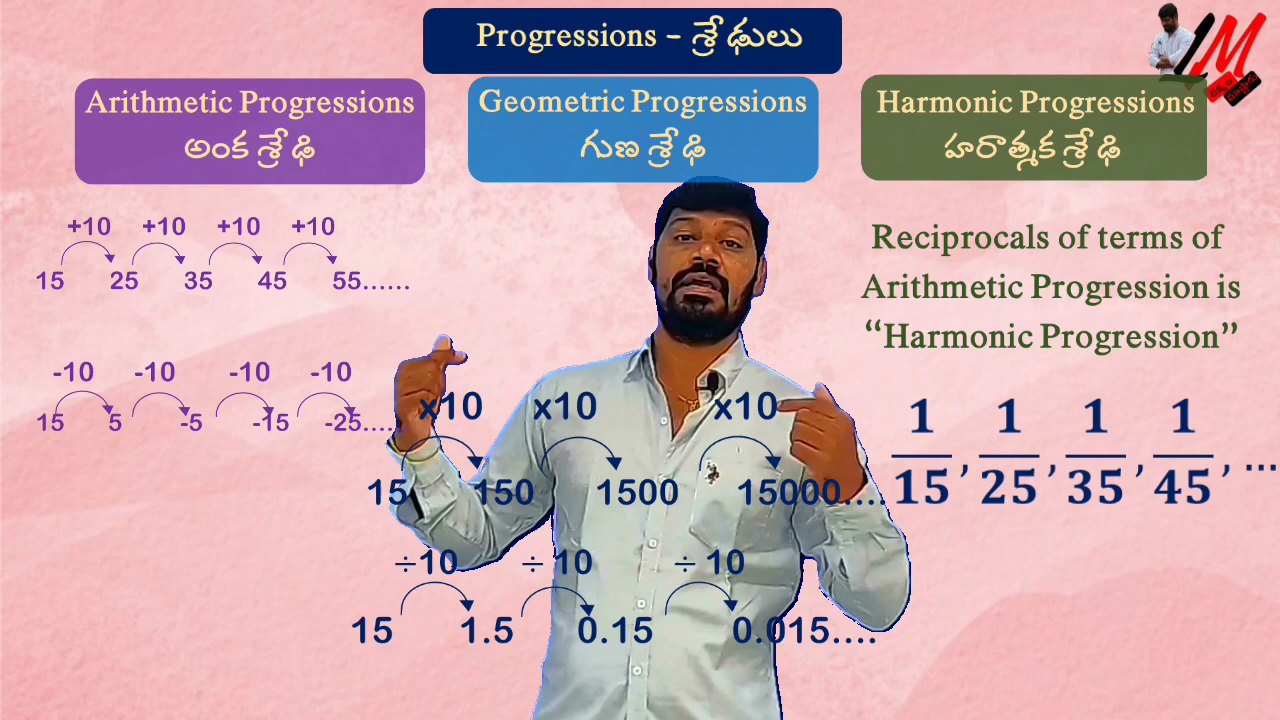 Progressions - శ్రేఢులు
Arithmetic Progressions
అంక శ్రేఢి
+10 +10 +10 +10
15 25 35 45 55......
-10 -10 -10 -10
15 5 -5 -15 -25....
Geometric Progressions
గుణ శ్రేఢి
x10 x10 x10
15 150 1500 15000....
÷10 ÷ 10 ÷ 10
15 1.5 0.15 0.015....
Harmonic Progressions
హరాత్మక శ్రేఢి
Reciprocals of terms of
Arithmetic Progression is
“Harmonic Progression”
1/15, 1/25, 1/35, 1/45, ...
LM